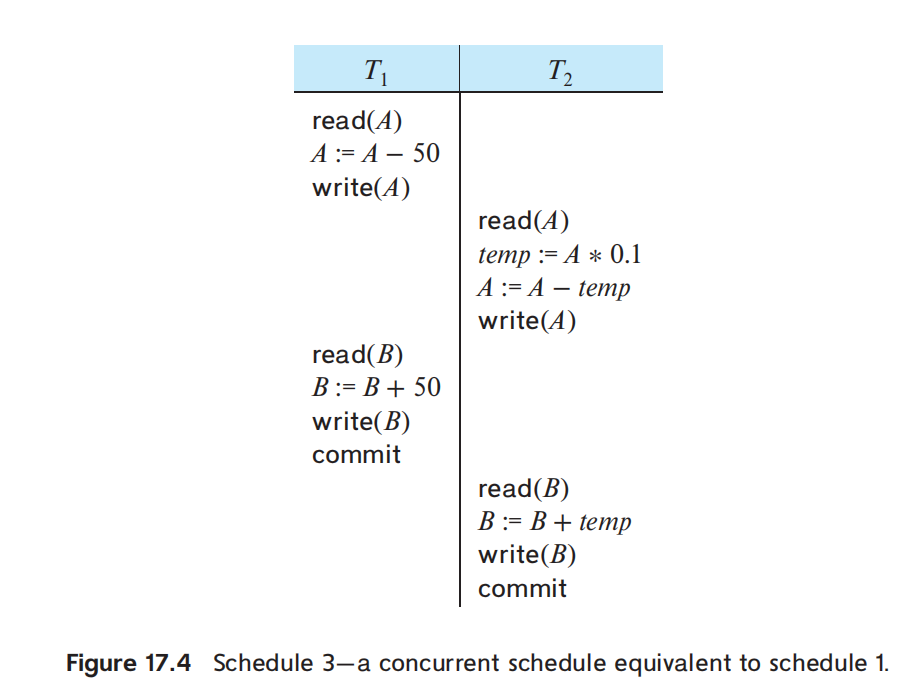 T₁ T₂
read(A)
A := A − 50
write(A)
read(A)
temp := A ∗ 0.1
A := A − temp
write(A)
read(B)
B := B + 50
write(B)
commit
read(B)
B := B + temp
write(B)
commit
Figure 17.4 Schedule 3—a concurrent schedule equivalent to schedule 1.